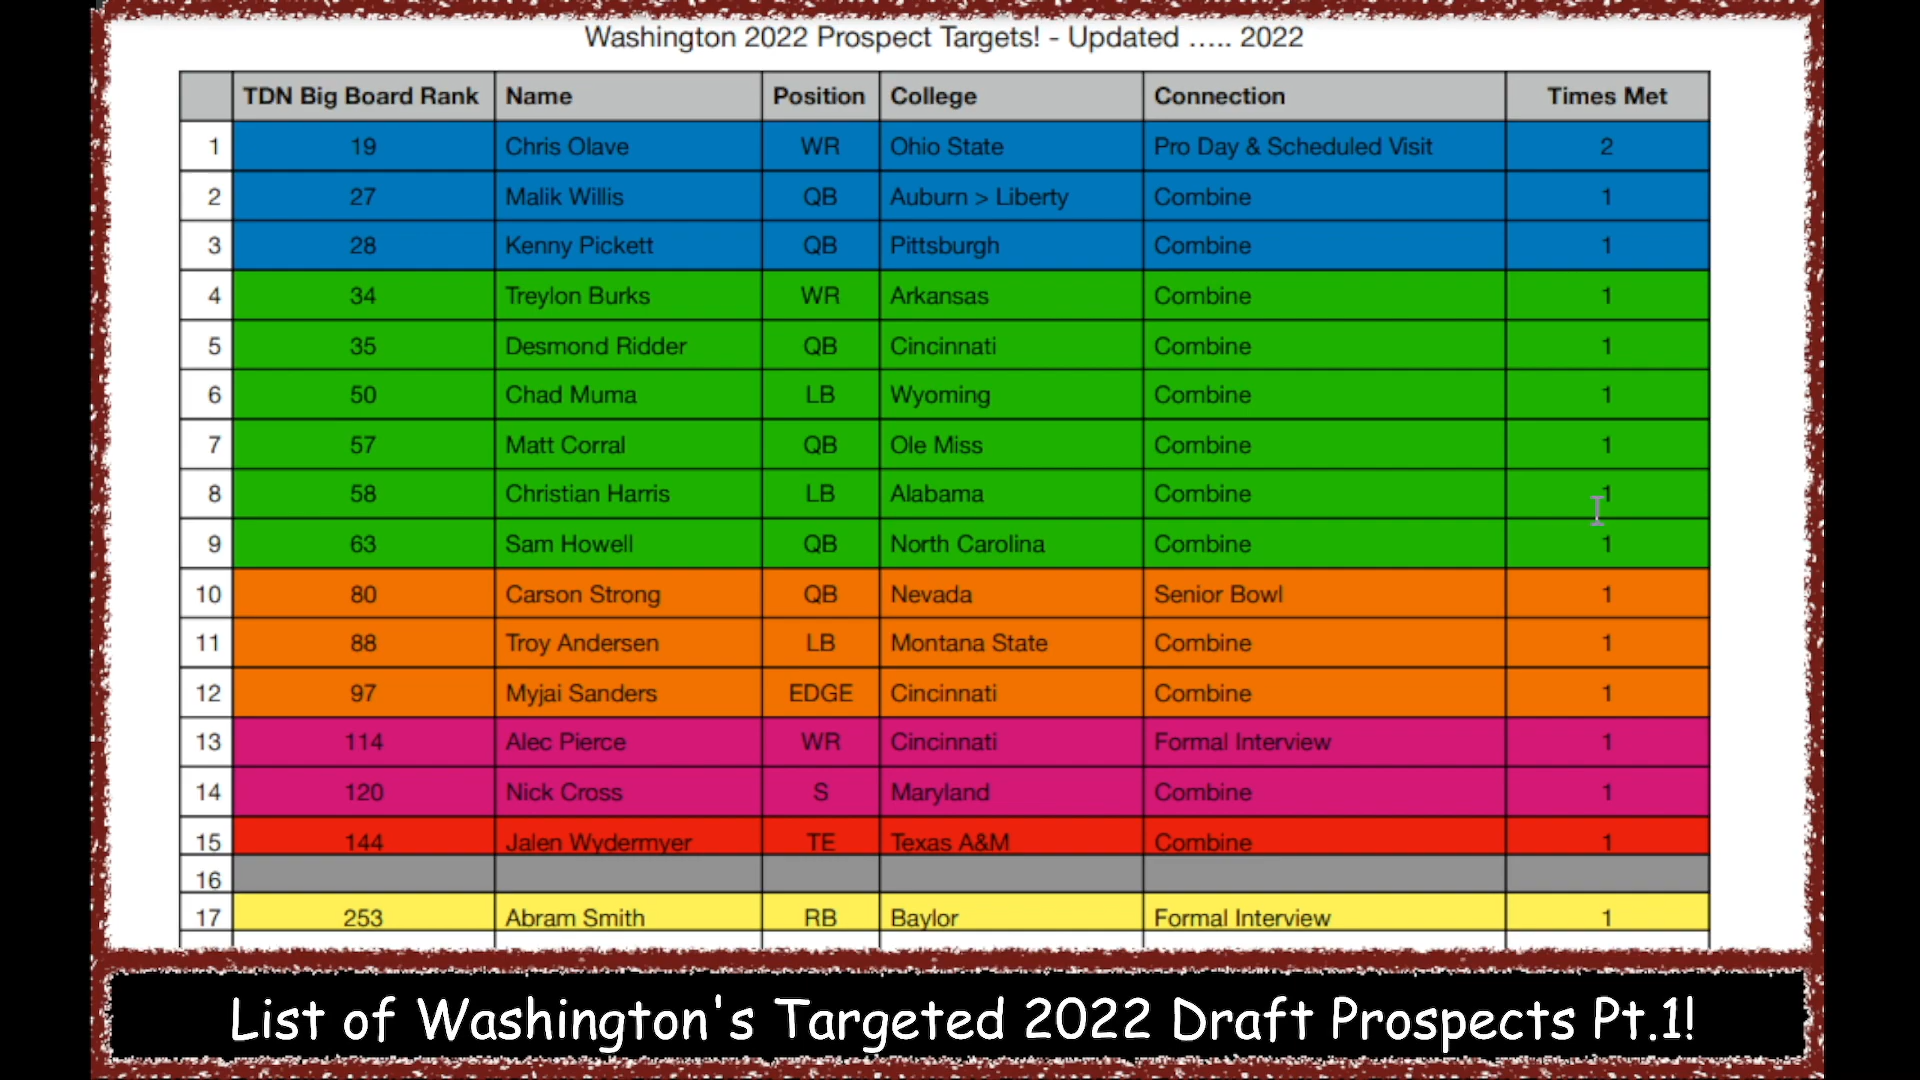 Washington 2022 Prospect Targets! - Updated ..... 2022
TDN Big Board Rank Name Position College Connection Times Met
1 19 Chris Olave WR Ohio State Pro Day & Scheduled Visit 2
2 27 Malik Willis QB Auburn > Liberty Combine 1
3 28 Kenny Pickett QB Pittsburgh Combine 1
4 34 Treylon Burks WR Arkansas Combine 1
5 35 Desmond Ridder QB Cincinnati Combine 1
6 50 Chad Muma LB Wyoming Combine 1
7 57 Matt Corral QB Ole Miss Combine 1
8 58 Christian Harris LB Alabama Combine 1
9 63 Sam Howell QB North Carolina Combine 1
10 80 Carson Strong QB Nevada Senior Bowl 1
11 88 Troy Andersen LB Montana State Combine 1
12 97 Myjai Sanders EDGE Cincinnati Combine 1
13 114 Alec Pierce WR Cincinnati Formal Interview 1
14 120 Nick Cross S Maryland Combine 1
15 144 Jalen Wydermyer TE Texas A&M Combine 1
16
17 253 Abram Smith RB Baylor Formal Interview 1
List of Washington's Targeted 2022 Draft Prospects Pt.1!